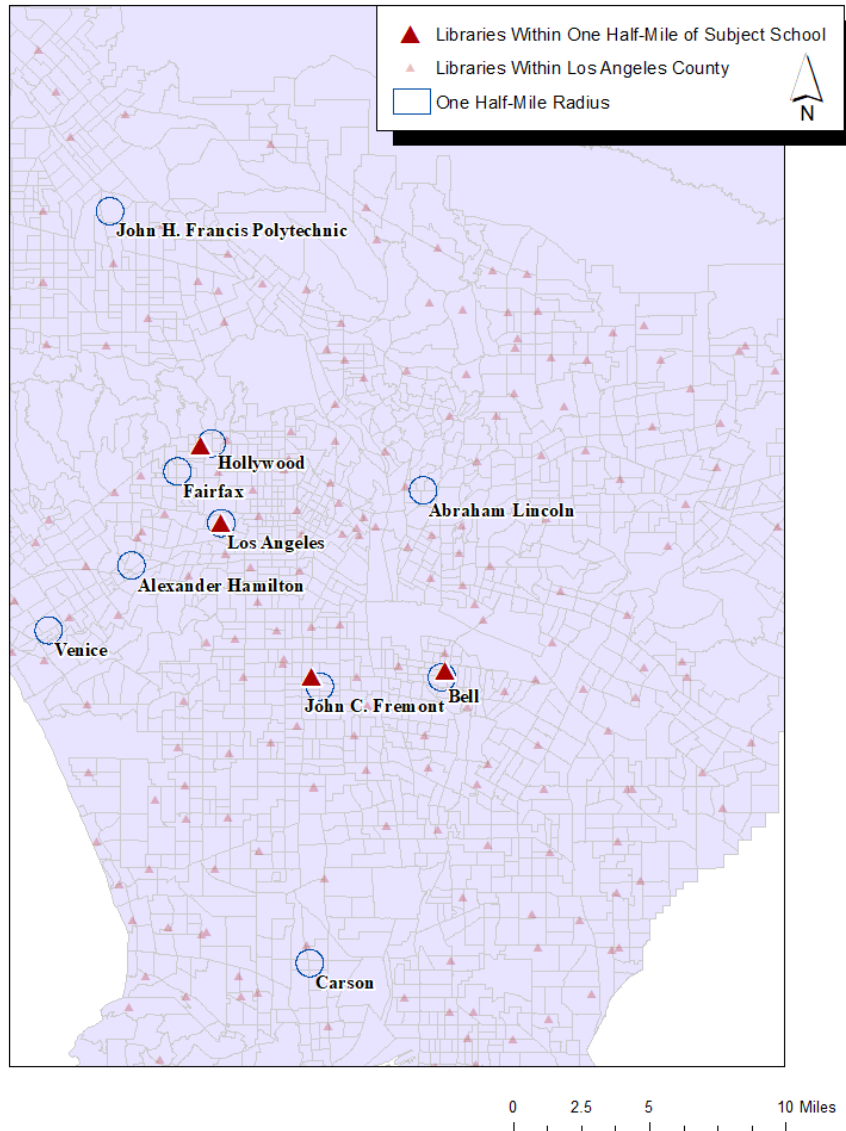 Libraries Within One Half-Mile of Subject School
Libraries Within Los Angeles County
One Half-Mile Radius
N
John H. Francis Polytechnic
Hollywood
Fairfax
Abraham Lincoln
Los Angeles
Alexander Hamilton
Venice
Bell
John C. Fremont
Carson
0 2.5 5 10 Miles